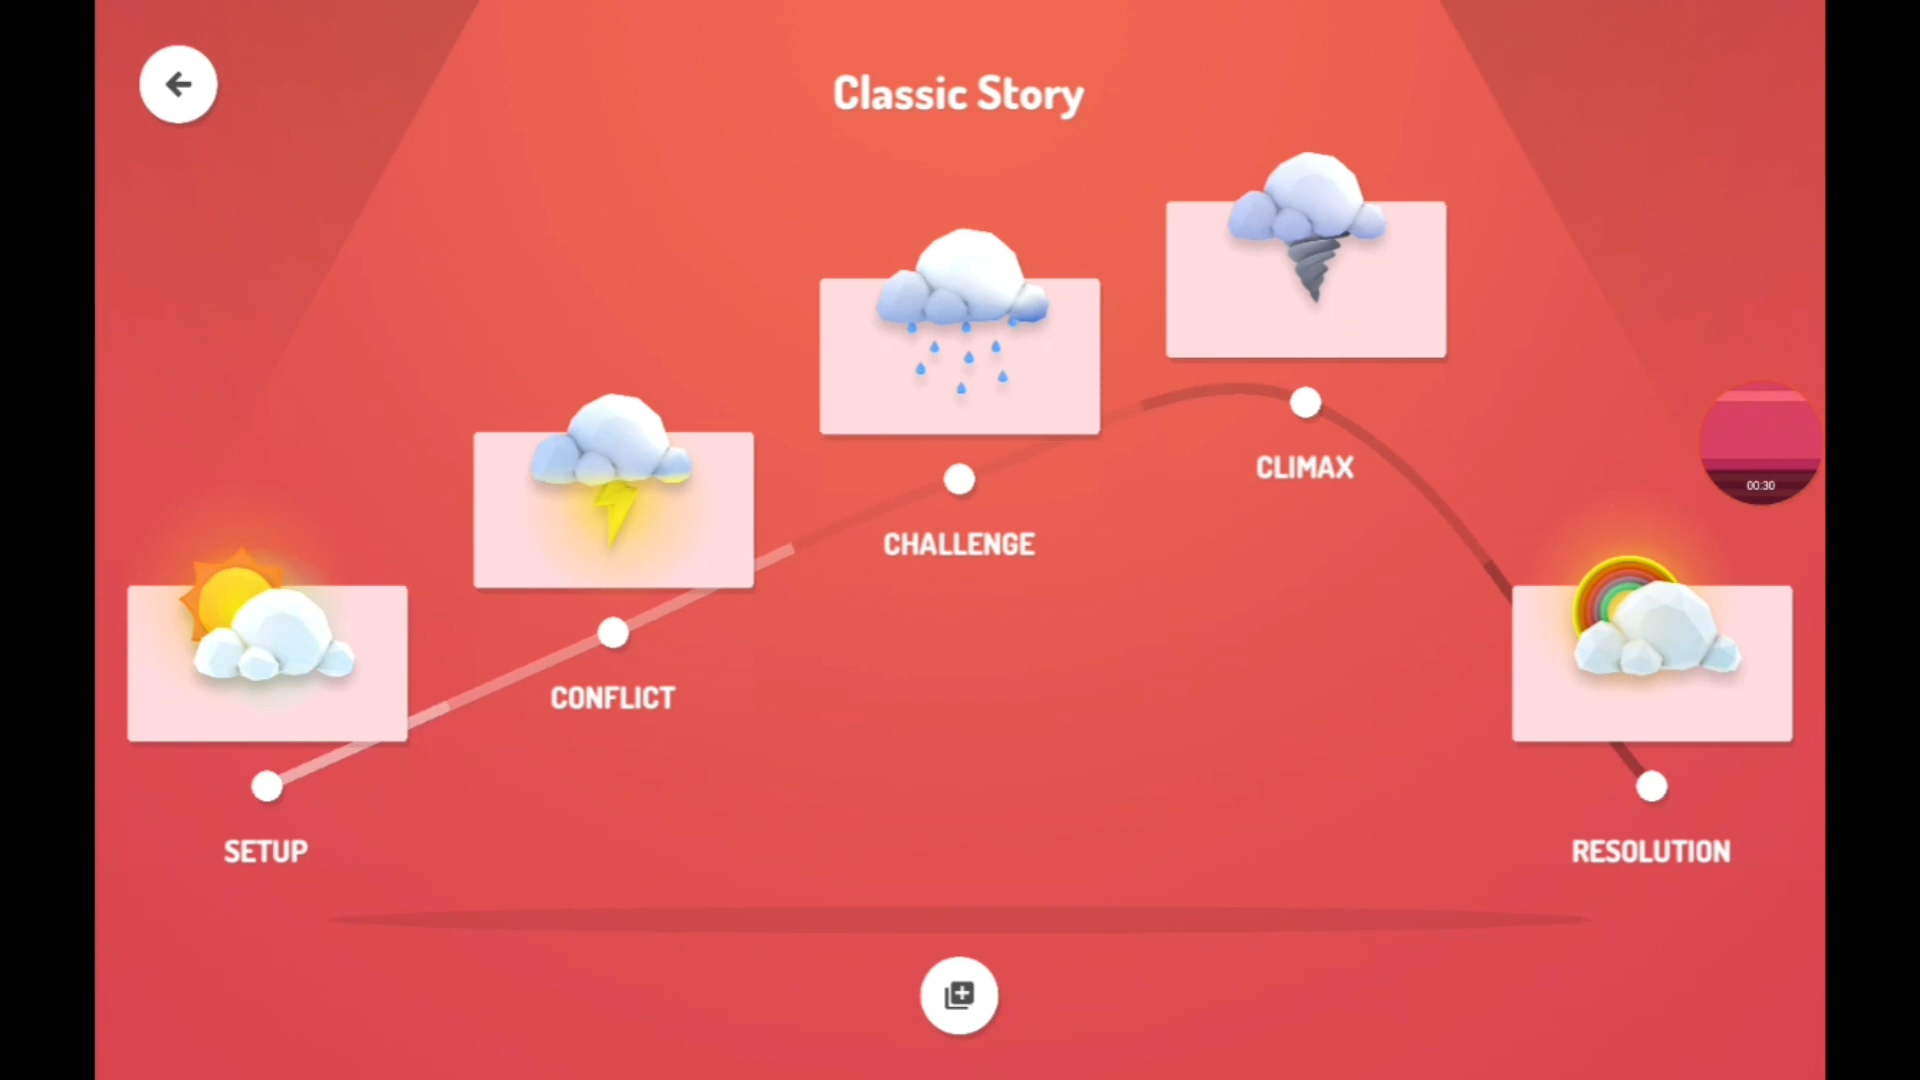 Classic Story
CLIMAX
00:30
CHALLENGE
CONFLICT
SETUP
RESOLUTION